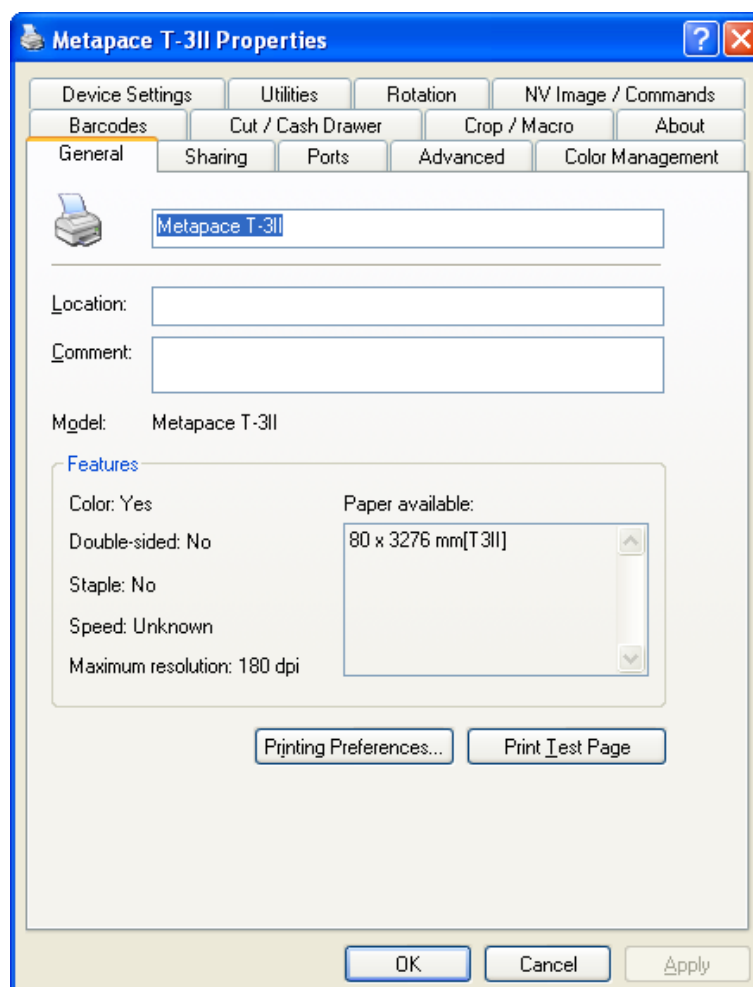 Metapace T-3II Properties
Device Settings Utilities Rotation NV Image / Commands
Barcodes Cut / Cash Drawer Crop / Macro About
General Sharing Ports Advanced Color Management
Metapace T-3II
Location:
Comment:
Model: Metapace T-3II
Features
Color: Yes Paper available:
Double-sided: No 80 x 3276 mm[T3II]
Staple: No
Speed: Unknown
Maximum resolution: 180 dpi
Printing Preferences... Print Test Page
OK Cancel Apply